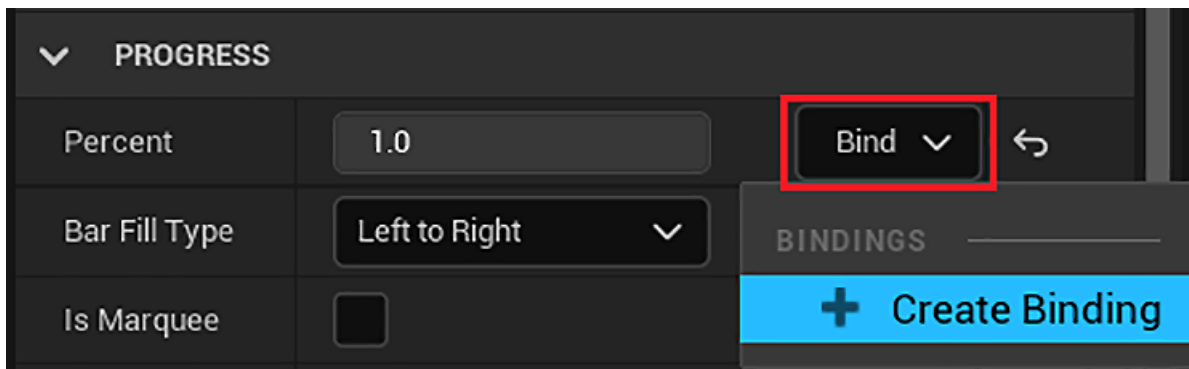 PROGRESS
Percent 1.0 Bind
Bar Fill Type Left to Right
BINDINGS
Is Marquee
Create Binding